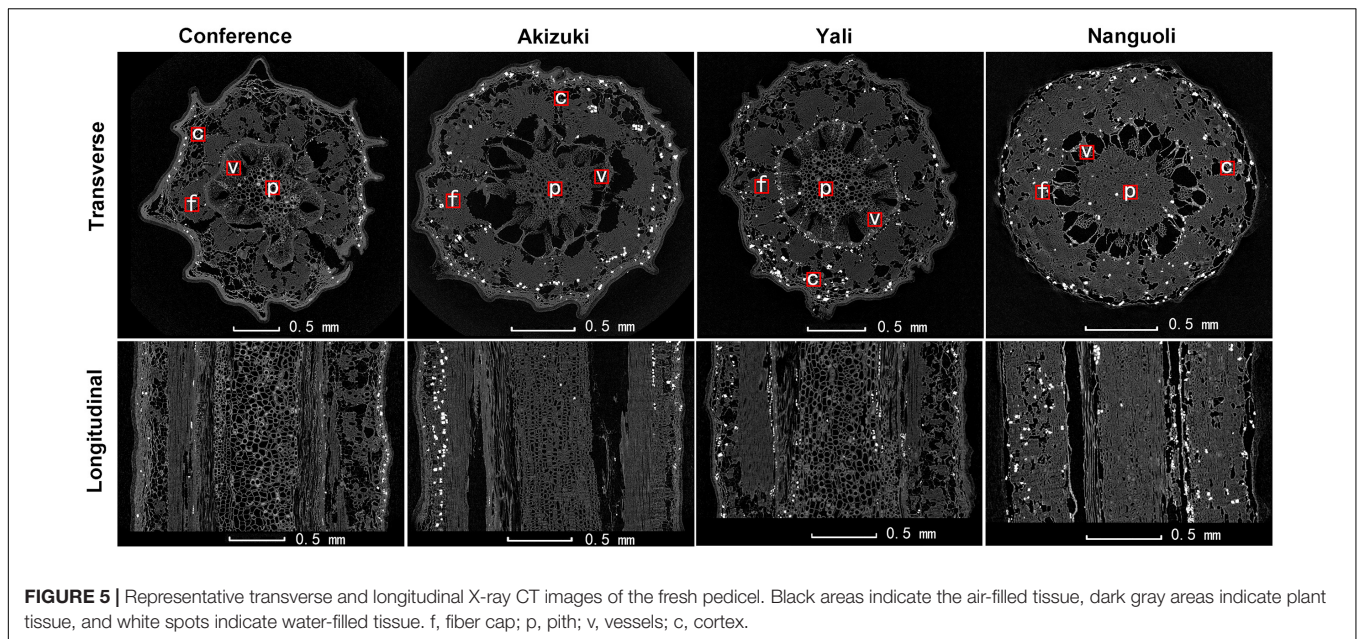 Conference Akizuki Yali Nanguoli
Transverse
c v p f
c v p f
f p v c
v f p c
0.5 mm 0.5 mm 0.5 mm 0.5 mm
Longitudinal
0.5 mm 0.5 mm 0.5 mm 0.5 mm
FIGURE 5 | Representative transverse and longitudinal X-ray CT images of the fresh pedicel. Black areas indicate the air-filled tissue, dark gray areas indicate plant
tissue, and white spots indicate water-filled tissue. f, fiber cap; p, pith; v, vessels; c, cortex.